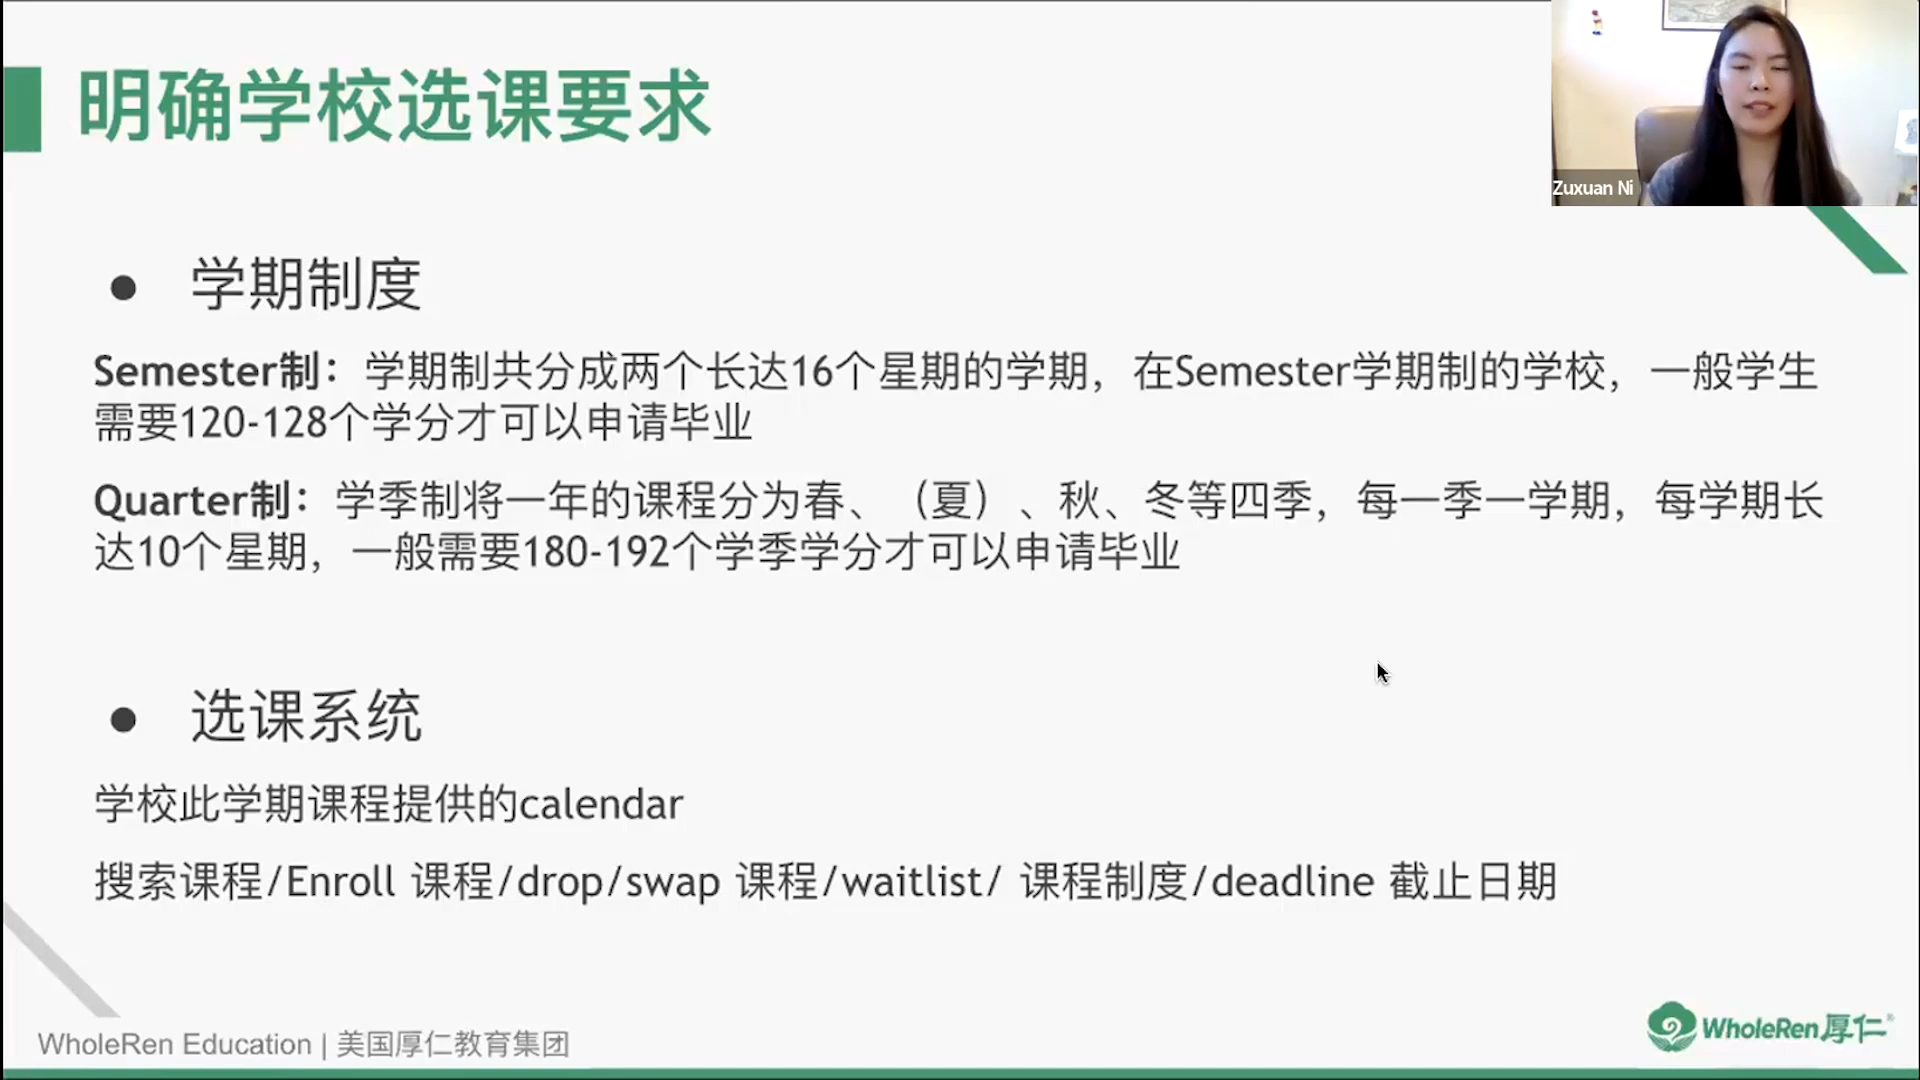 明确学校选课要求
Zuxuan Ni
● 学期制度
Semester制：学期制共分成两个长达16个星期的学期，在Semester学期制的学校，一般学生
需要120-128个学分才可以申请毕业
Quarter制：学季制将一年的课程分为春、（夏）、秋、冬等四季，每一季一学期，每学期长
达10个星期，一般需要180-192个学季学分才可以申请毕业
● 选课系统
学校此学期课程提供的calendar
搜索课程/Enroll 课程/drop/swap 课程/waitlist/ 课程制度/deadline 截止日期
WholeRen Education | 美国厚仁教育集团
WholeRen厚仁®